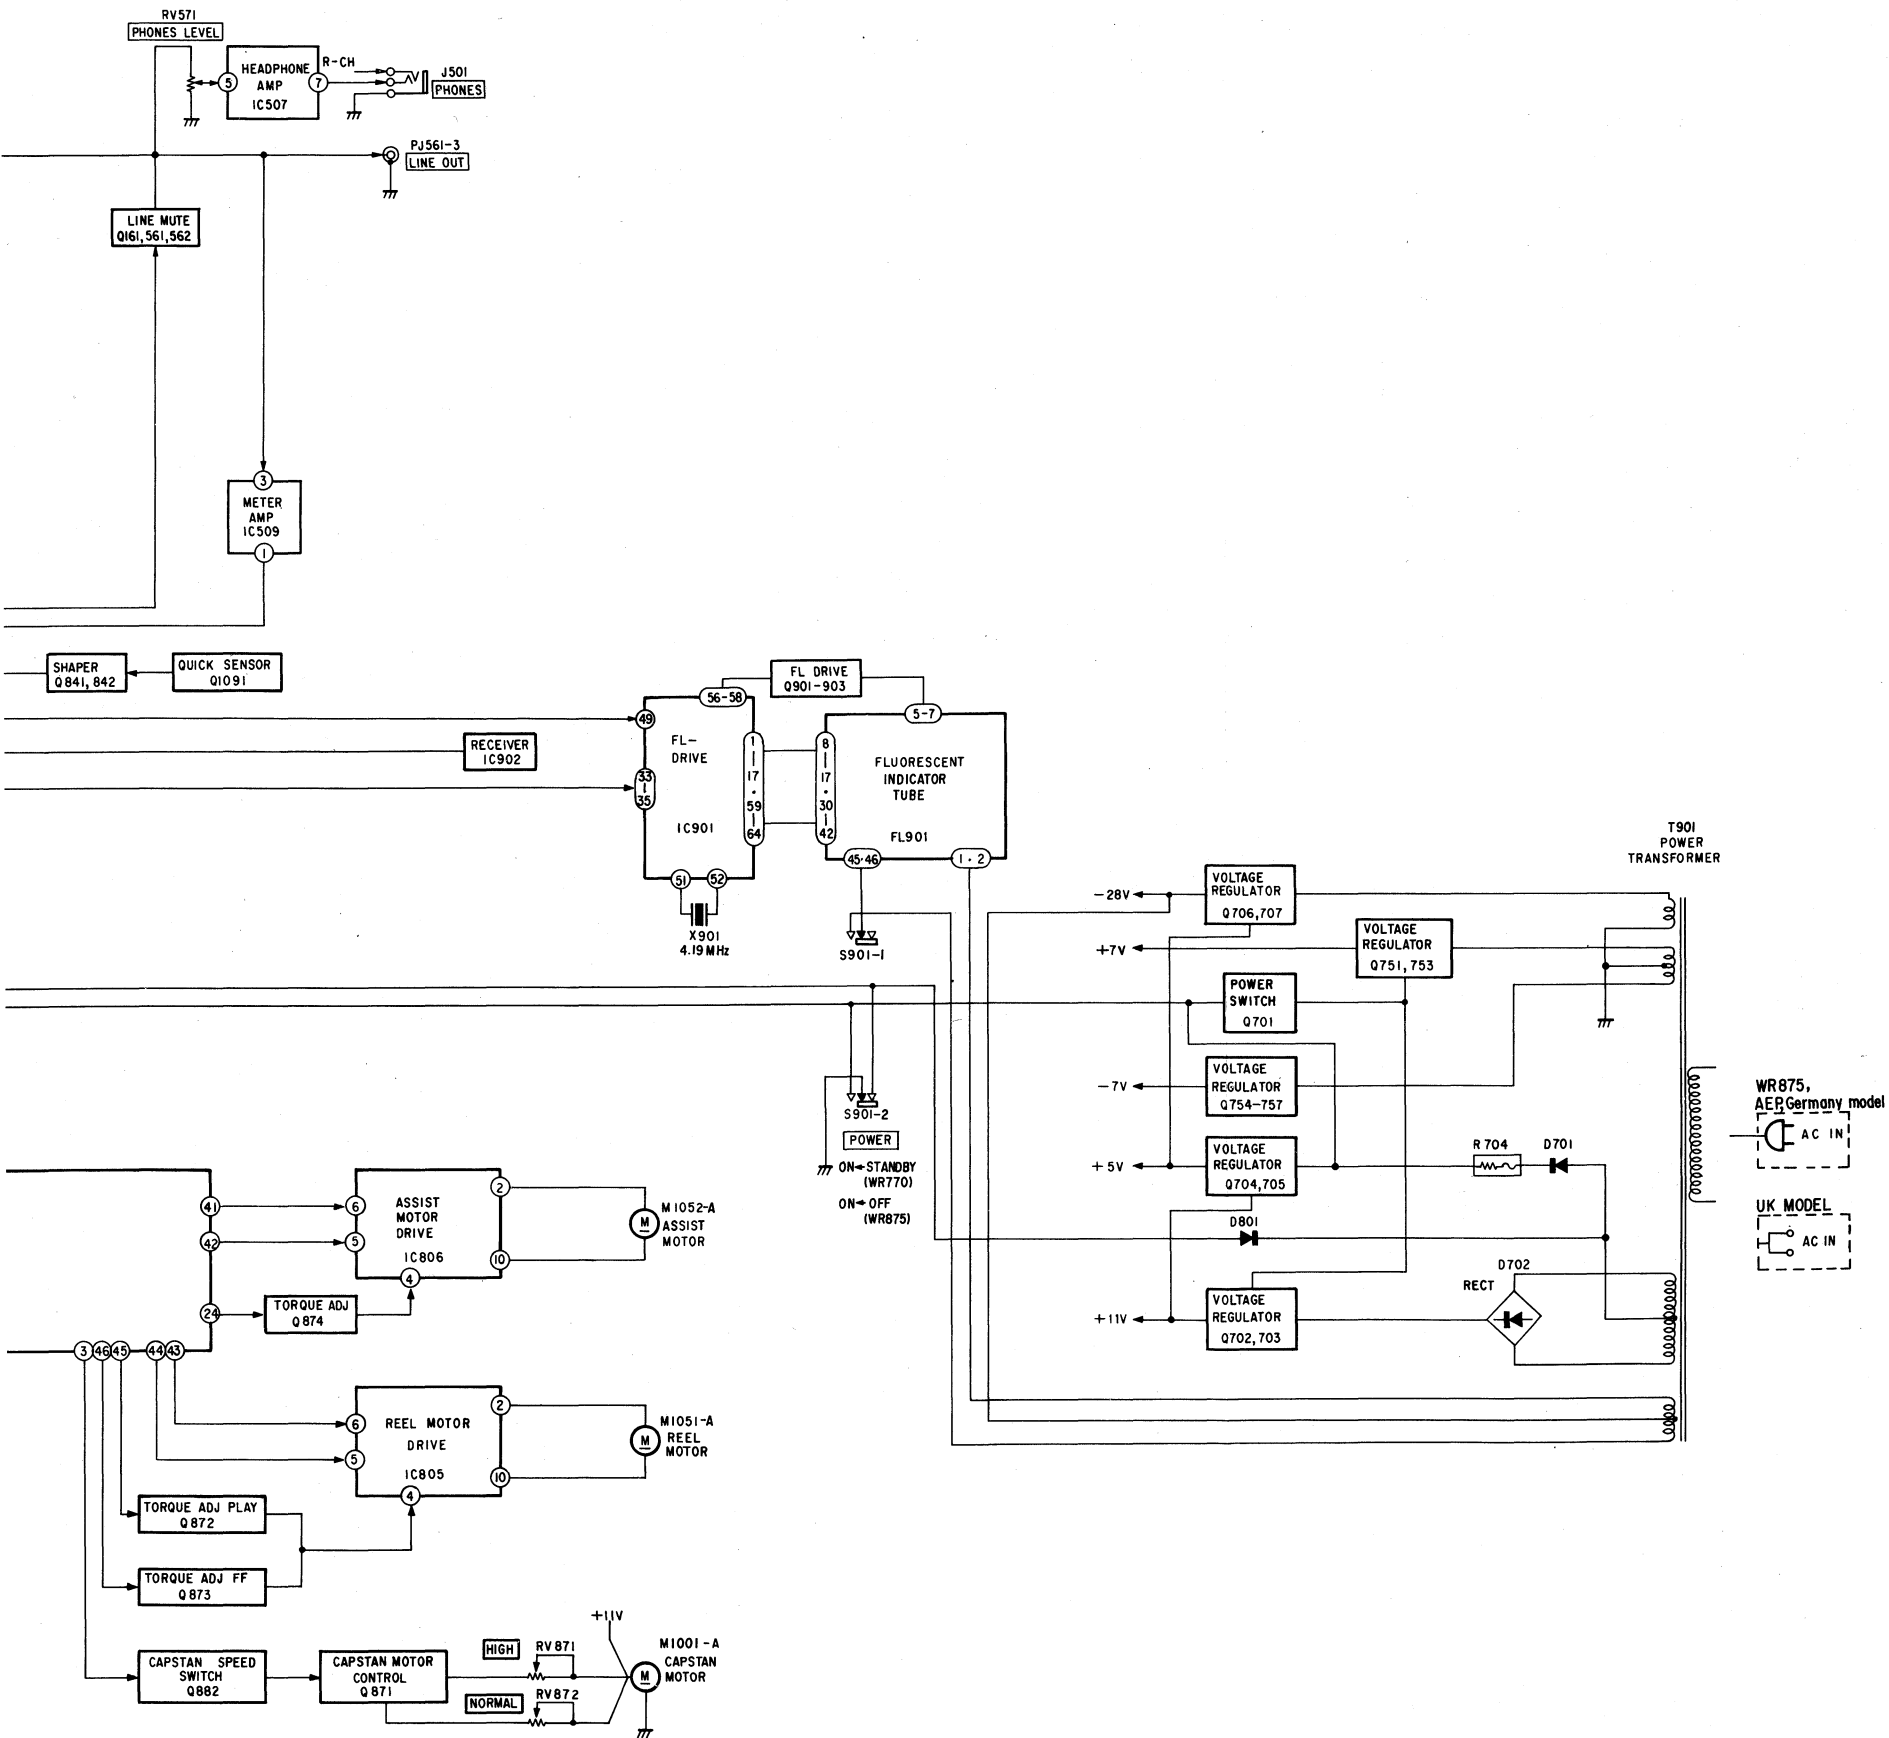 RV571
PHONES LEVEL
HEADPHONE
AMP
IC507
5
7
R-CH
J501
PHONES
PJ561-3
LINE OUT
LINE MUTE
Q161,561,562
3
METER
AMP
IC509
1
SHAPER
Q841, 842
QUICK SENSOR
Q1091
RECEIVER
IC902
FL DRIVE
Q901-903
56-58
49
FL-
DRIVE
33
35
IC901
1
17
59
64
51
52
X901
4.19MHz
5-7
8
17
30
42
FLUORESCENT
INDICATOR
TUBE
FL901
45·46
1·2
S901-1
S901-2
POWER
ON←STANDBY
(WR770)
ON←OFF
(WR875)
T901
POWER
TRANSFORMER
-28V
VOLTAGE
REGULATOR
Q706,707
+7V
VOLTAGE
REGULATOR
Q751,753
POWER
SWITCH
Q701
-7V
VOLTAGE
REGULATOR
Q754-757
+5V
VOLTAGE
REGULATOR
Q704,705
R704
D701
D801
D702
RECT
+11V
VOLTAGE
REGULATOR
Q702,703
WR875,
AEP,Germany model
AC IN
UK MODEL
AC IN
41
42
24
6
5
ASSIST
MOTOR
DRIVE
IC806
2
10
4
M1052-A
ASSIST
MOTOR
M
TORQUE ADJ
Q874
3
46
45
44
43
6
5
REEL MOTOR
DRIVE
IC805
2
10
4
M1051-A
REEL
MOTOR
M
TORQUE ADJ PLAY
Q872
TORQUE ADJ FF
Q873
CAPSTAN SPEED
SWITCH
Q882
CAPSTAN MOTOR
CONTROL
Q871
HIGH
RV871
NORMAL
RV872
+11V
M1001-A
CAPSTAN
MOTOR
M